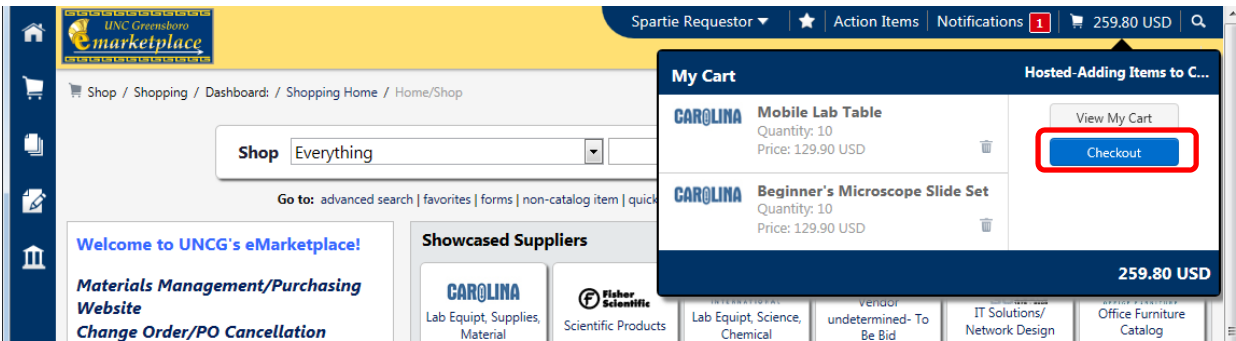 UNC Greensboro
emarketplace
Spartie Requestor ▼ | ★ | Action Items | Notifications 1 | 259.80 USD
Shop / Shopping / Dashboard: / Shopping Home / Home/Shop
Shop Everything
Go to: advanced search | favorites | forms | non-catalog item | quick
My Cart
Hosted-Adding Items to C...
CAROLINA
Mobile Lab Table
Quantity: 10
Price: 129.90 USD
View My Cart
Checkout
CAROLINA
Beginner's Microscope Slide Set
Quantity: 10
Price: 129.90 USD
259.80 USD
Welcome to UNCG's eMarketplace!
Materials Management/Purchasing
Website
Change Order/PO Cancellation
Showcased Suppliers
CAROLINA
Lab Equipt, Supplies,
Material
Fisher
Scientific
Scientific Products
Lab Equipt, Science,
Chemical
vendor
undetermined- To
Be Bid
IT Solutions/
Network Design
Office Furniture
Catalog